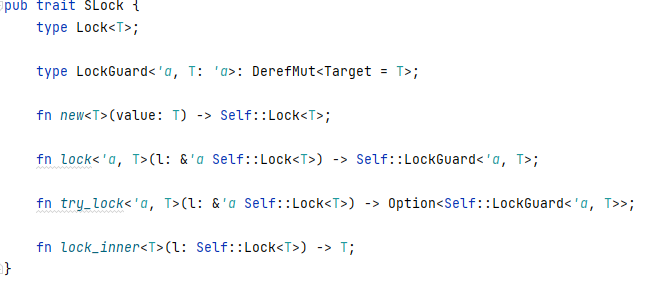 pub trait SLock {
    type Lock<T>;
    type LockGuard<'a, T: 'a>: DerefMut<Target = T>;
    fn new<T>(value: T) -> Self::Lock<T>;
    fn lock<'a, T>(l: &'a Self::Lock<T>) -> Self::LockGuard<'a, T>;
    fn try_lock<'a, T>(l: &'a Self::Lock<T>) -> Option<Self::LockGuard<'a, T>>;
    fn lock_inner<T>(l: Self::Lock<T>) -> T;
}